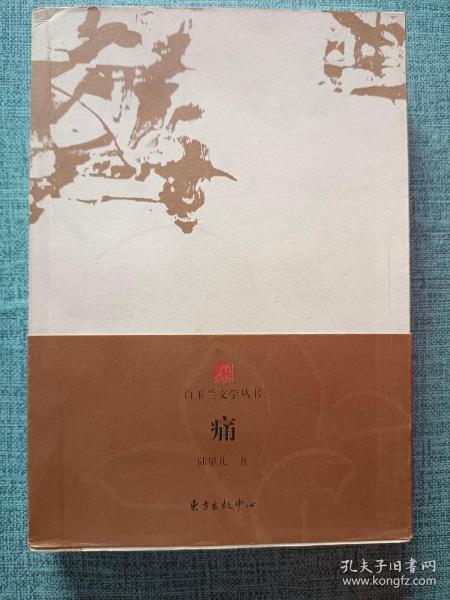 白玉兰文学丛书
痛
陆星儿 著
东方出版中心
孔夫子旧书网
www.kongfz.com